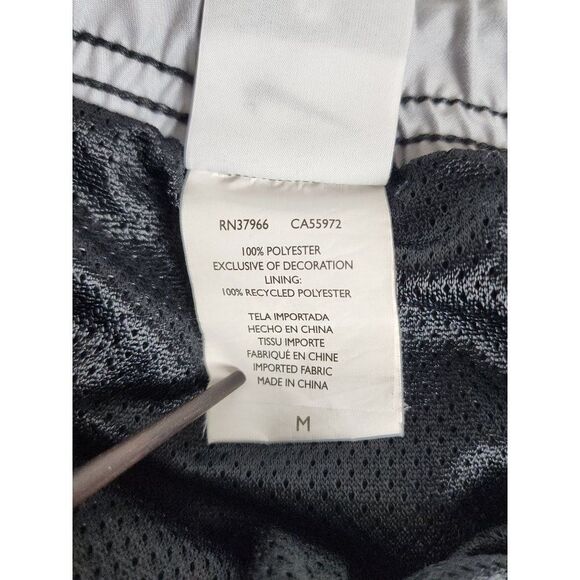 RN37966 CA55972
100% POLYESTER
EXCLUSIVE OF DECORATION
LINING:
100% RECYCLED POLYESTER
TELA IMPORTADA
HECHO EN CHINA
TISSU IMPORTE
FABRIQUÉ EN CHINE
IMPORTED FABRIC
MADE IN CHINA
M